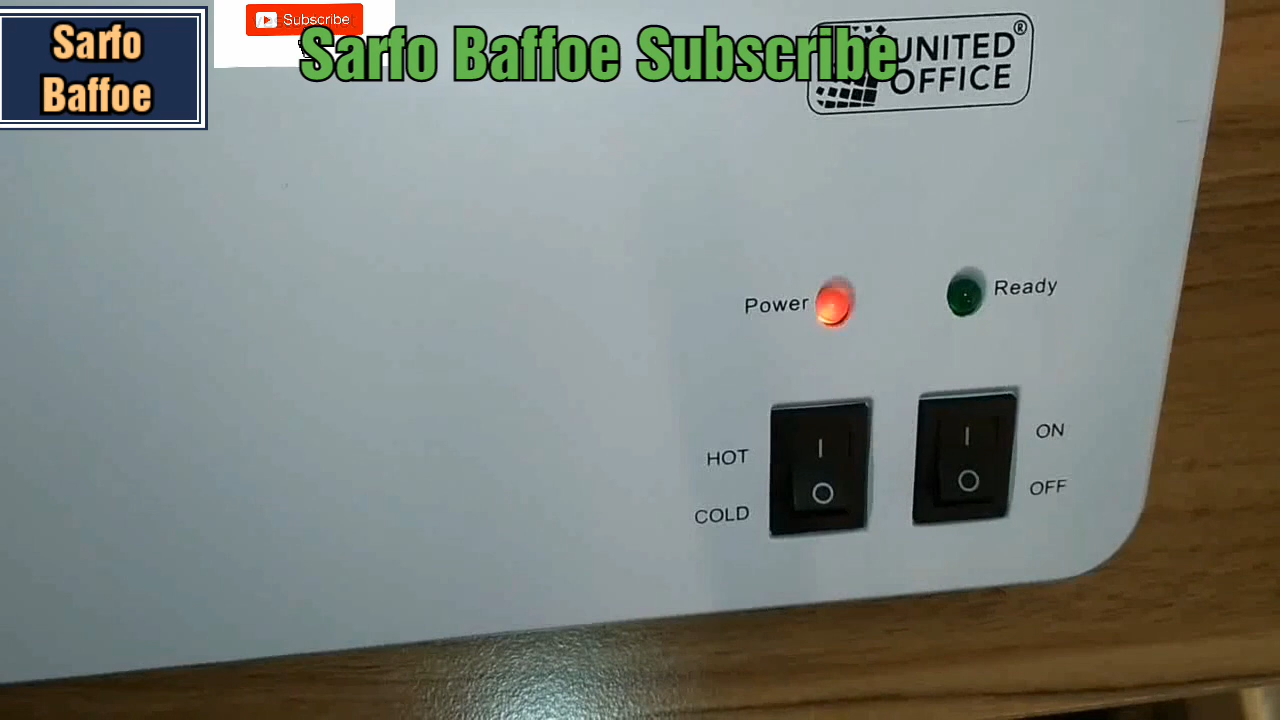 Sarfo
Baffoe
Subscribe
Sarfo Baffoe Subscribe
UNITED®
OFFICE
Power
Ready
HOT
COLD
ON
OFF